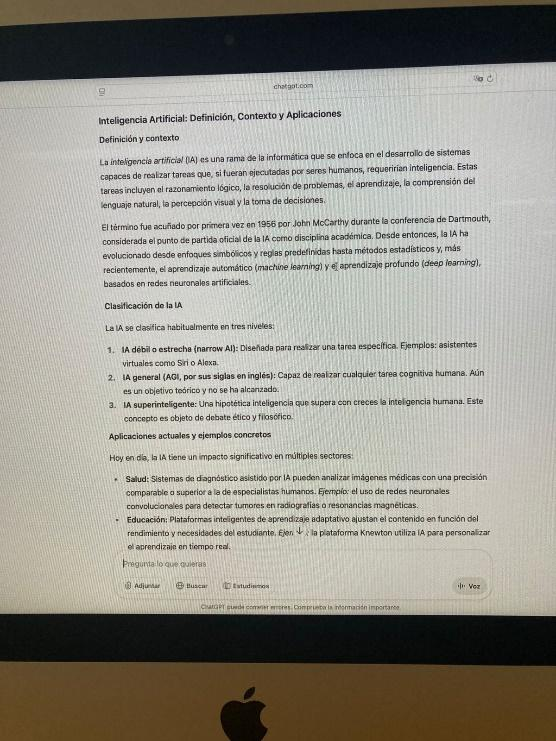 chatgpt.com
Inteligencia Artificial: Definición, Contexto y Aplicaciones
Definición y contexto
La inteligencia artificial (IA) es una rama de la informática que se enfoca en el desarrollo de sistemas
capaces de realizar tareas que, si fueran ejecutadas por seres humanos, requerirían inteligencia. Estas
tareas incluyen el razonamiento lógico, la resolución de problemas, el aprendizaje, la comprensión del
lenguaje natural, la percepción visual y la toma de decisiones.
El término fue acuñado por primera vez en 1956 por John McCarthy durante la conferencia de Dartmouth,
considerada el punto de partida oficial de la IA como disciplina académica. Desde entonces, la IA ha
evolucionado desde enfoques simbólicos y reglas predefinidas hasta métodos estadísticos y, más
recientemente, el aprendizaje automático (machine learning) y el aprendizaje profundo (deep learning),
basados en redes neuronales artificiales.
Clasificación de la IA
La IA se clasifica habitualmente en tres niveles:
1. IA débil o estrecha (narrow AI): Diseñada para realizar una tarea específica. Ejemplos: asistentes
virtuales como Siri o Alexa.
2. IA general (AGI, por sus siglas en inglés): Capaz de realizar cualquier tarea cognitiva humana. Aún
es un objetivo teórico y no se ha alcanzado.
3. IA superinteligente: Una hipotética inteligencia que supera con creces la inteligencia humana. Este
concepto es objeto de debate ético y filosófico.
Aplicaciones actuales y ejemplos concretos
Hoy en día, la IA tiene un impacto significativo en múltiples sectores:
• Salud: Sistemas de diagnóstico asistido por IA pueden analizar imágenes médicas con una precisión
comparable o superior a la de especialistas humanos. Ejemplo: el uso de redes neuronales
convolucionales para detectar tumores en radiografías o resonancias magnéticas.
• Educación: Plataformas inteligentes de aprendizaje adaptativo ajustan el contenido en función del
rendimiento y necesidades del estudiante. Ejen ↓ : la plataforma Knewton utiliza IA para personalizar
el aprendizaje en tiempo real.
Pregunta lo que quieras
Adjuntar Buscar Estudiemos Voz
ChatGPT puede cometer errores. Comprueba la información importante.